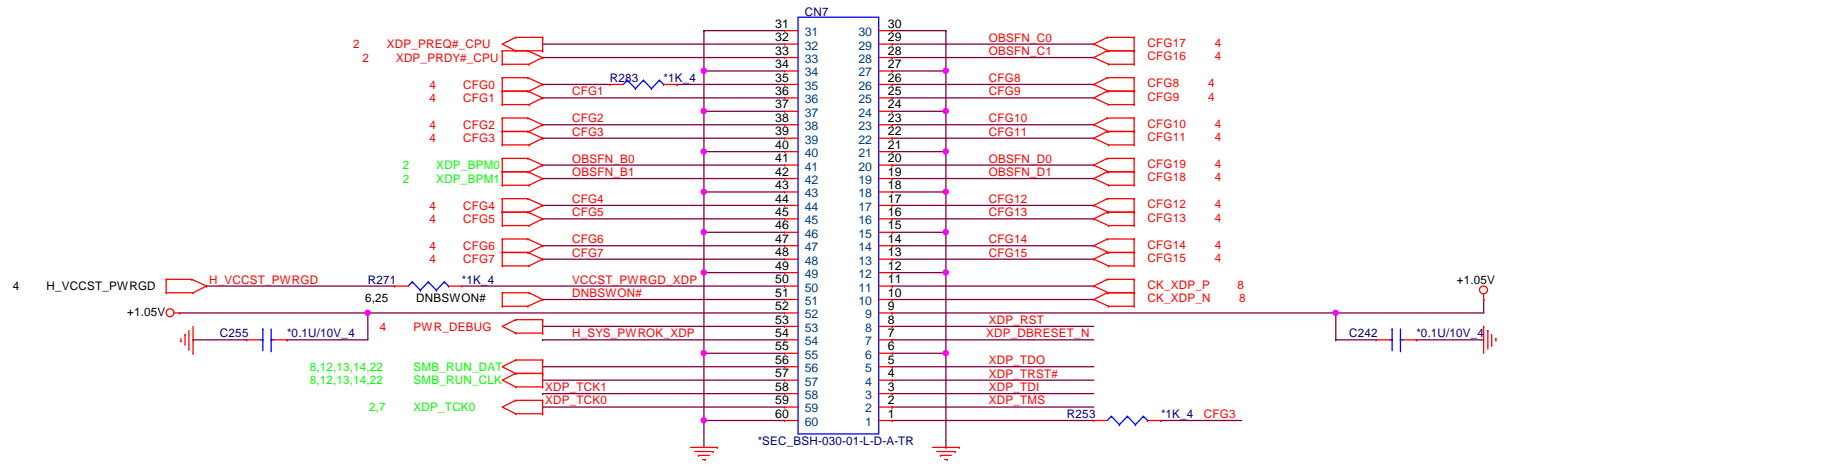 CN7
31 31 30 30
2 XDP_PREQ#_CPU 32 32 29 29 OBSFN_C0 CFG17 4
2 XDP_PRDY#_CPU 33 33 28 28 OBSFN_C1 CFG16 4
34 34 27 27
4 CFG0 R283 *1K_4 35 35 26 26 CFG8 CFG8 4
4 CFG1 CFG1 36 36 25 25 CFG9 CFG9 4
37 37 24 24
4 CFG2 CFG2 38 38 23 23 CFG10 CFG10 4
4 CFG3 CFG3 39 39 22 22 CFG11 CFG11 4
40 40 21 21
2 XDP_BPM0 OBSFN_B0 41 41 20 20 OBSFN_D0 CFG19 4
2 XDP_BPM1 OBSFN_B1 42 42 19 19 OBSFN_D1 CFG18 4
43 43 18 18
4 CFG4 CFG4 44 44 17 17 CFG12 CFG12 4
4 CFG5 CFG5 45 45 16 16 CFG13 CFG13 4
46 46 15 15
4 CFG6 CFG6 47 47 14 14 CFG14 CFG14 4
4 CFG7 CFG7 48 48 13 13 CFG15 CFG15 4
49 49 12 12
4 H_VCCST_PWRGD H_VCCST_PWRGD R271 *1K_4 VCCST_PWRGD_XDP 50 50 11 11 CK_XDP_P 8
6,25 DNBSWON# DNBSWON# 51 51 10 10 CK_XDP_N 8
+1.05V 52 52 9 9 +1.05V
4 PWR_DEBUG 53 53 8 8 XDP_RST
C255 *0.1U/10V_4 H_SYS_PWROK_XDP 54 54 7 7 XDP_DBRESET_N C242 *0.1U/10V_4
55 55 6 6
8,12,13,14,22 SMB_RUN_DAT 56 56 5 5 XDP_TDO
8,12,13,14,22 SMB_RUN_CLK 57 57 4 4 XDP_TRST#
XDP_TCK1 58 58 3 3 XDP_TDI
2,7 XDP_TCK0 XDP_TCK0 59 59 2 2 XDP_TMS
60 60 1 1 R253 *1K_4 CFG3
*SEC_BSH-030-01-L-D-A-TR